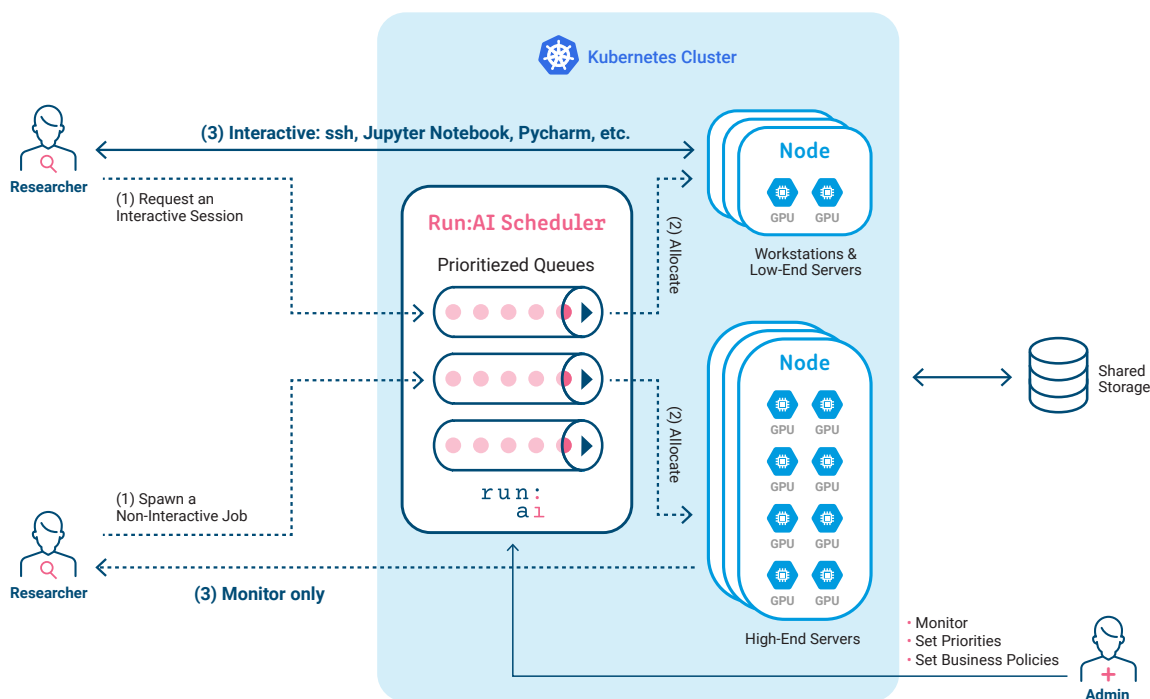 Kubernetes Cluster
(3) Interactive: ssh, Jupyter Notebook, Pycharm, etc.
Researcher
(1) Request an
Interactive Session
Node
GPU GPU
Workstations &
Low-End Servers
Run:AI Scheduler
Prioritiezed Queues
(2) Allocate
(2) Allocate
run:
ai
Node
GPU GPU
GPU GPU
GPU GPU
GPU GPU
High-End Servers
Shared
Storage
(1) Spawn a
Non-Interactive Job
Researcher
(3) Monitor only
• Monitor
• Set Priorities
• Set Business Policies
Admin